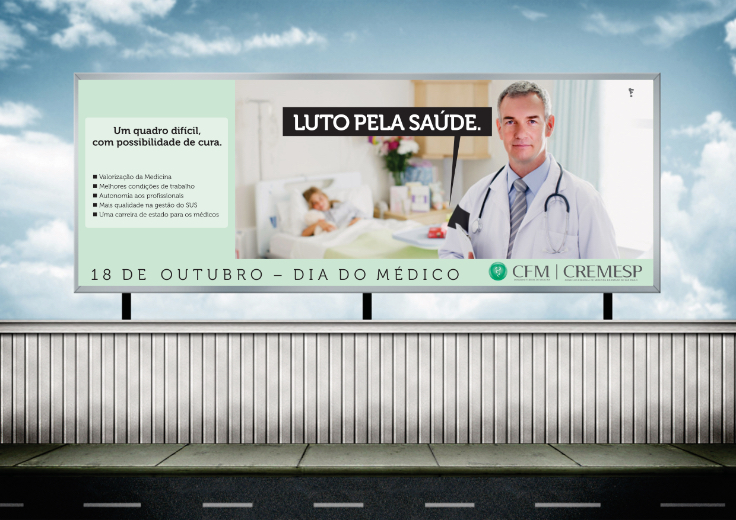 LUTO PELA SAÚDE.
Um quadro difícil,
com possibilidade de cura.
Valorização da Medicina
Melhores condições de trabalho
Autonomia aos profissionais
Mais qualidade na gestão do SUS
Uma carreira de estado para os médicos
18 DE OUTUBRO – DIA DO MÉDICO
CFM | CREMESP